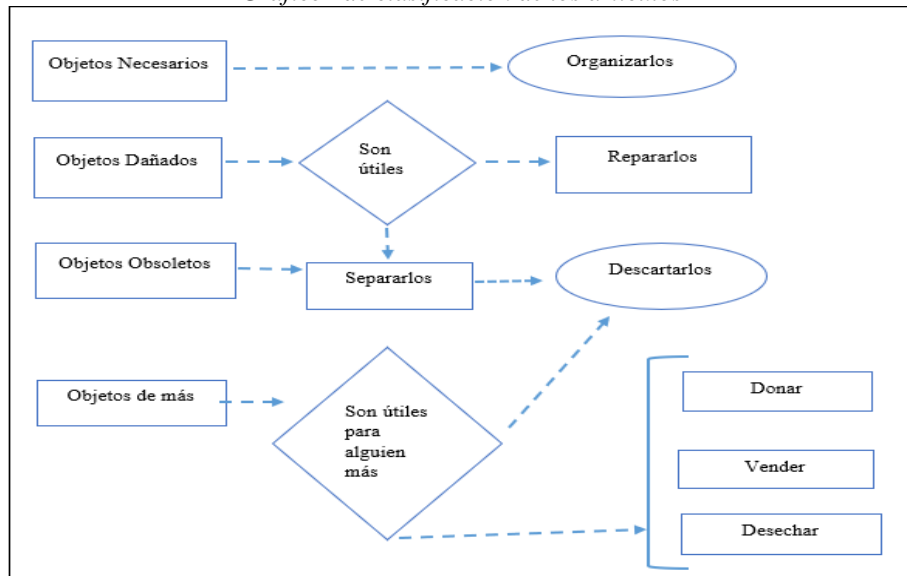 Objetos Necesarios
Organizarlos
Objetos Dañados
Son
útiles
Repararlos
Objetos Obsoletos
Separarlos
Descartarlos
Objetos de más
Son útiles
para
alguien
más
Donar
Vender
Desechar